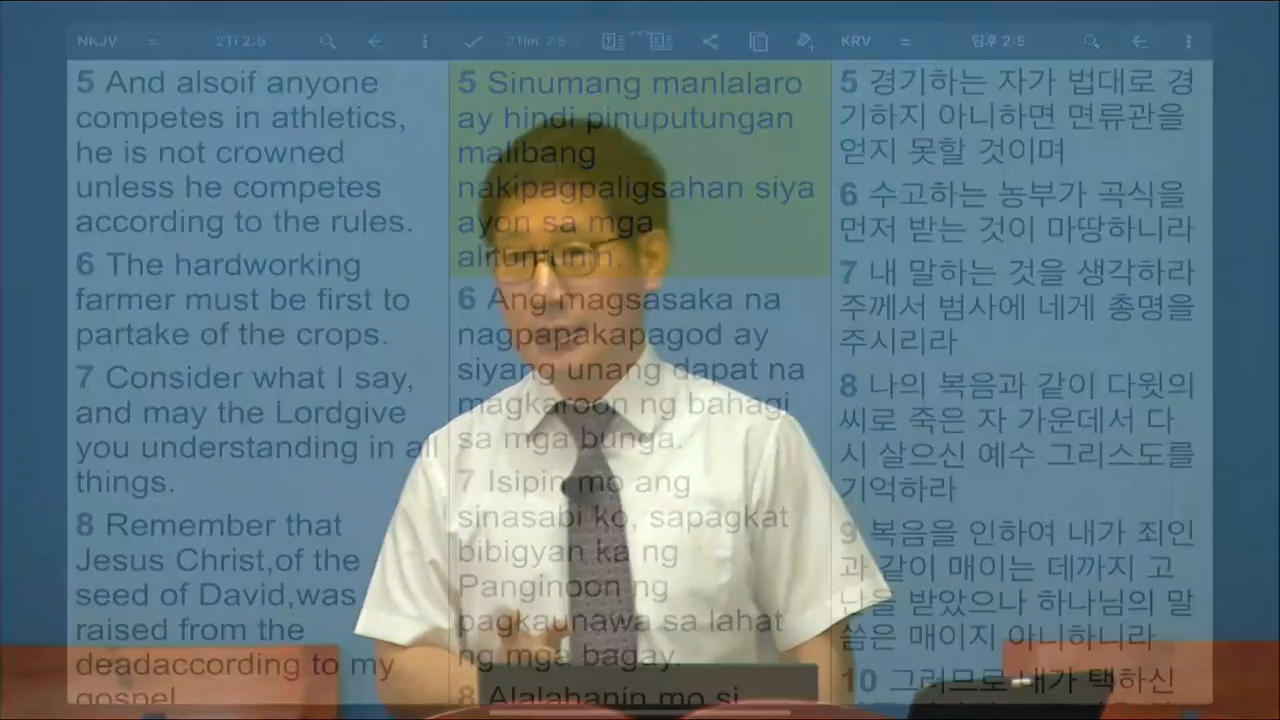 NKJV
=
2Ti 2:5
2Tim 2:5
KRV
=
딤후 2:5
5 And alsoif anyone
competes in athletics,
he is not crowned
unless he competes
according to the rules.
6 The hardworking
farmer must be first to
partake of the crops.
7 Consider what I say,
and may the Lordgive
you understanding in all
things.
8 Remember that
Jesus Christ,of the
seed of David,was
raised from the
deadaccording to my
gospel
5 Sinumang manlalaro
ay hindi pinuputungan
malibang
nakipagpaligsahan siya
ayon sa mga
alituntunin.
6 Ang magsasaka na
nagpapakapagod ay
siyang unang dapat na
magkaroon ng bahagi
sa mga bunga.
7 Isipin mo ang
sinasabi ko, sapagkat
bibigyan ka ng
Panginoon ng
pagkaunawa sa lahat
ng mga bagay.
8 Alalahanin mo si
5 경기하는 자가 법대로 경
기하지 아니하면 면류관을
얻지 못할 것이며
6 수고하는 농부가 곡식을
먼저 받는 것이 마땅하니라
7 내 말하는 것을 생각하라
주께서 범사에 네게 총명을
주시리라
8 나의 복음과 같이 다윗의
씨로 죽은 자 가운데서 다
시 살으신 예수 그리스도를
기억하라
9 복음을 인하여 내가 죄인
과 같이 매이는 데까지 고
난을 받았으나 하나님의 말
씀은 매이지 아니하니라
10 그러므로 내가 택하신